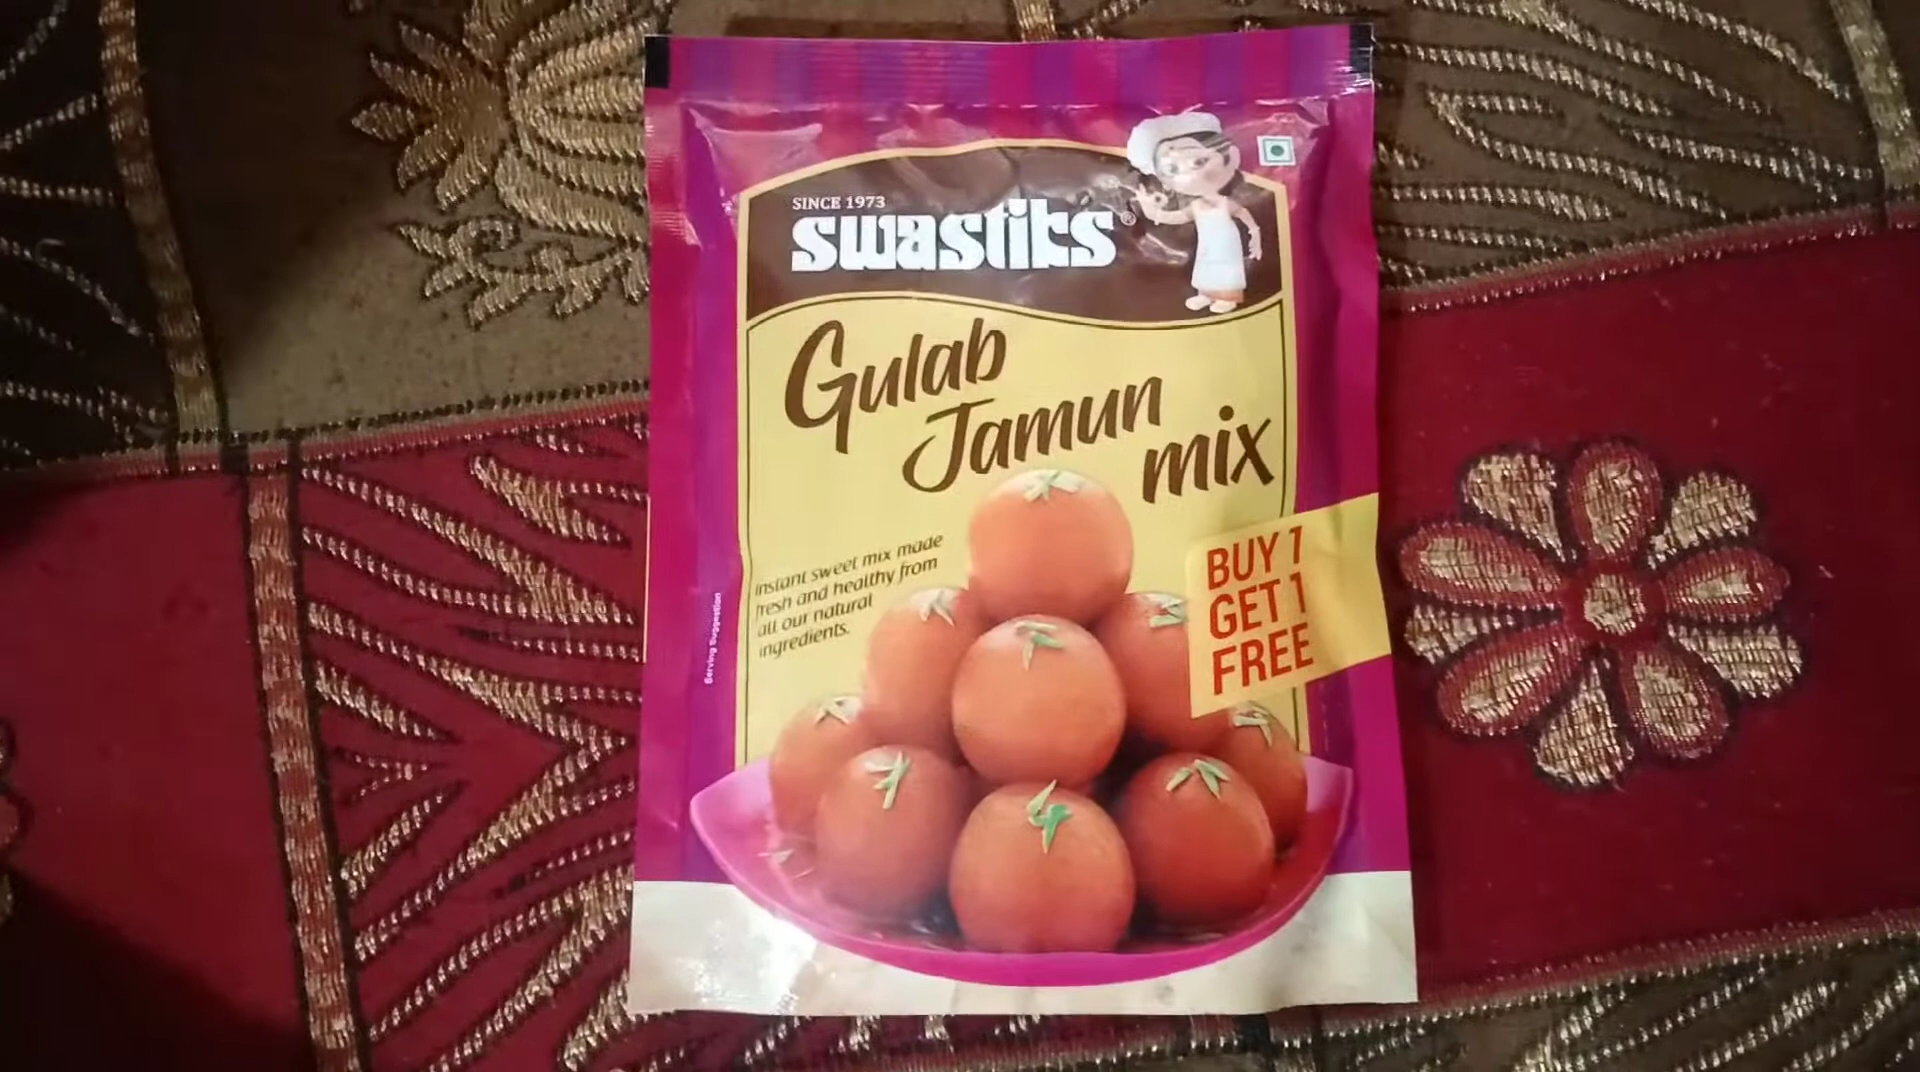 SINCE 1973
swastiks®
Gulab
Jamun
mix
instant sweet mix made
fresh and healthy from
all our natural
ingredients.
BUY 1
GET 1
FREE
Serving Suggestion